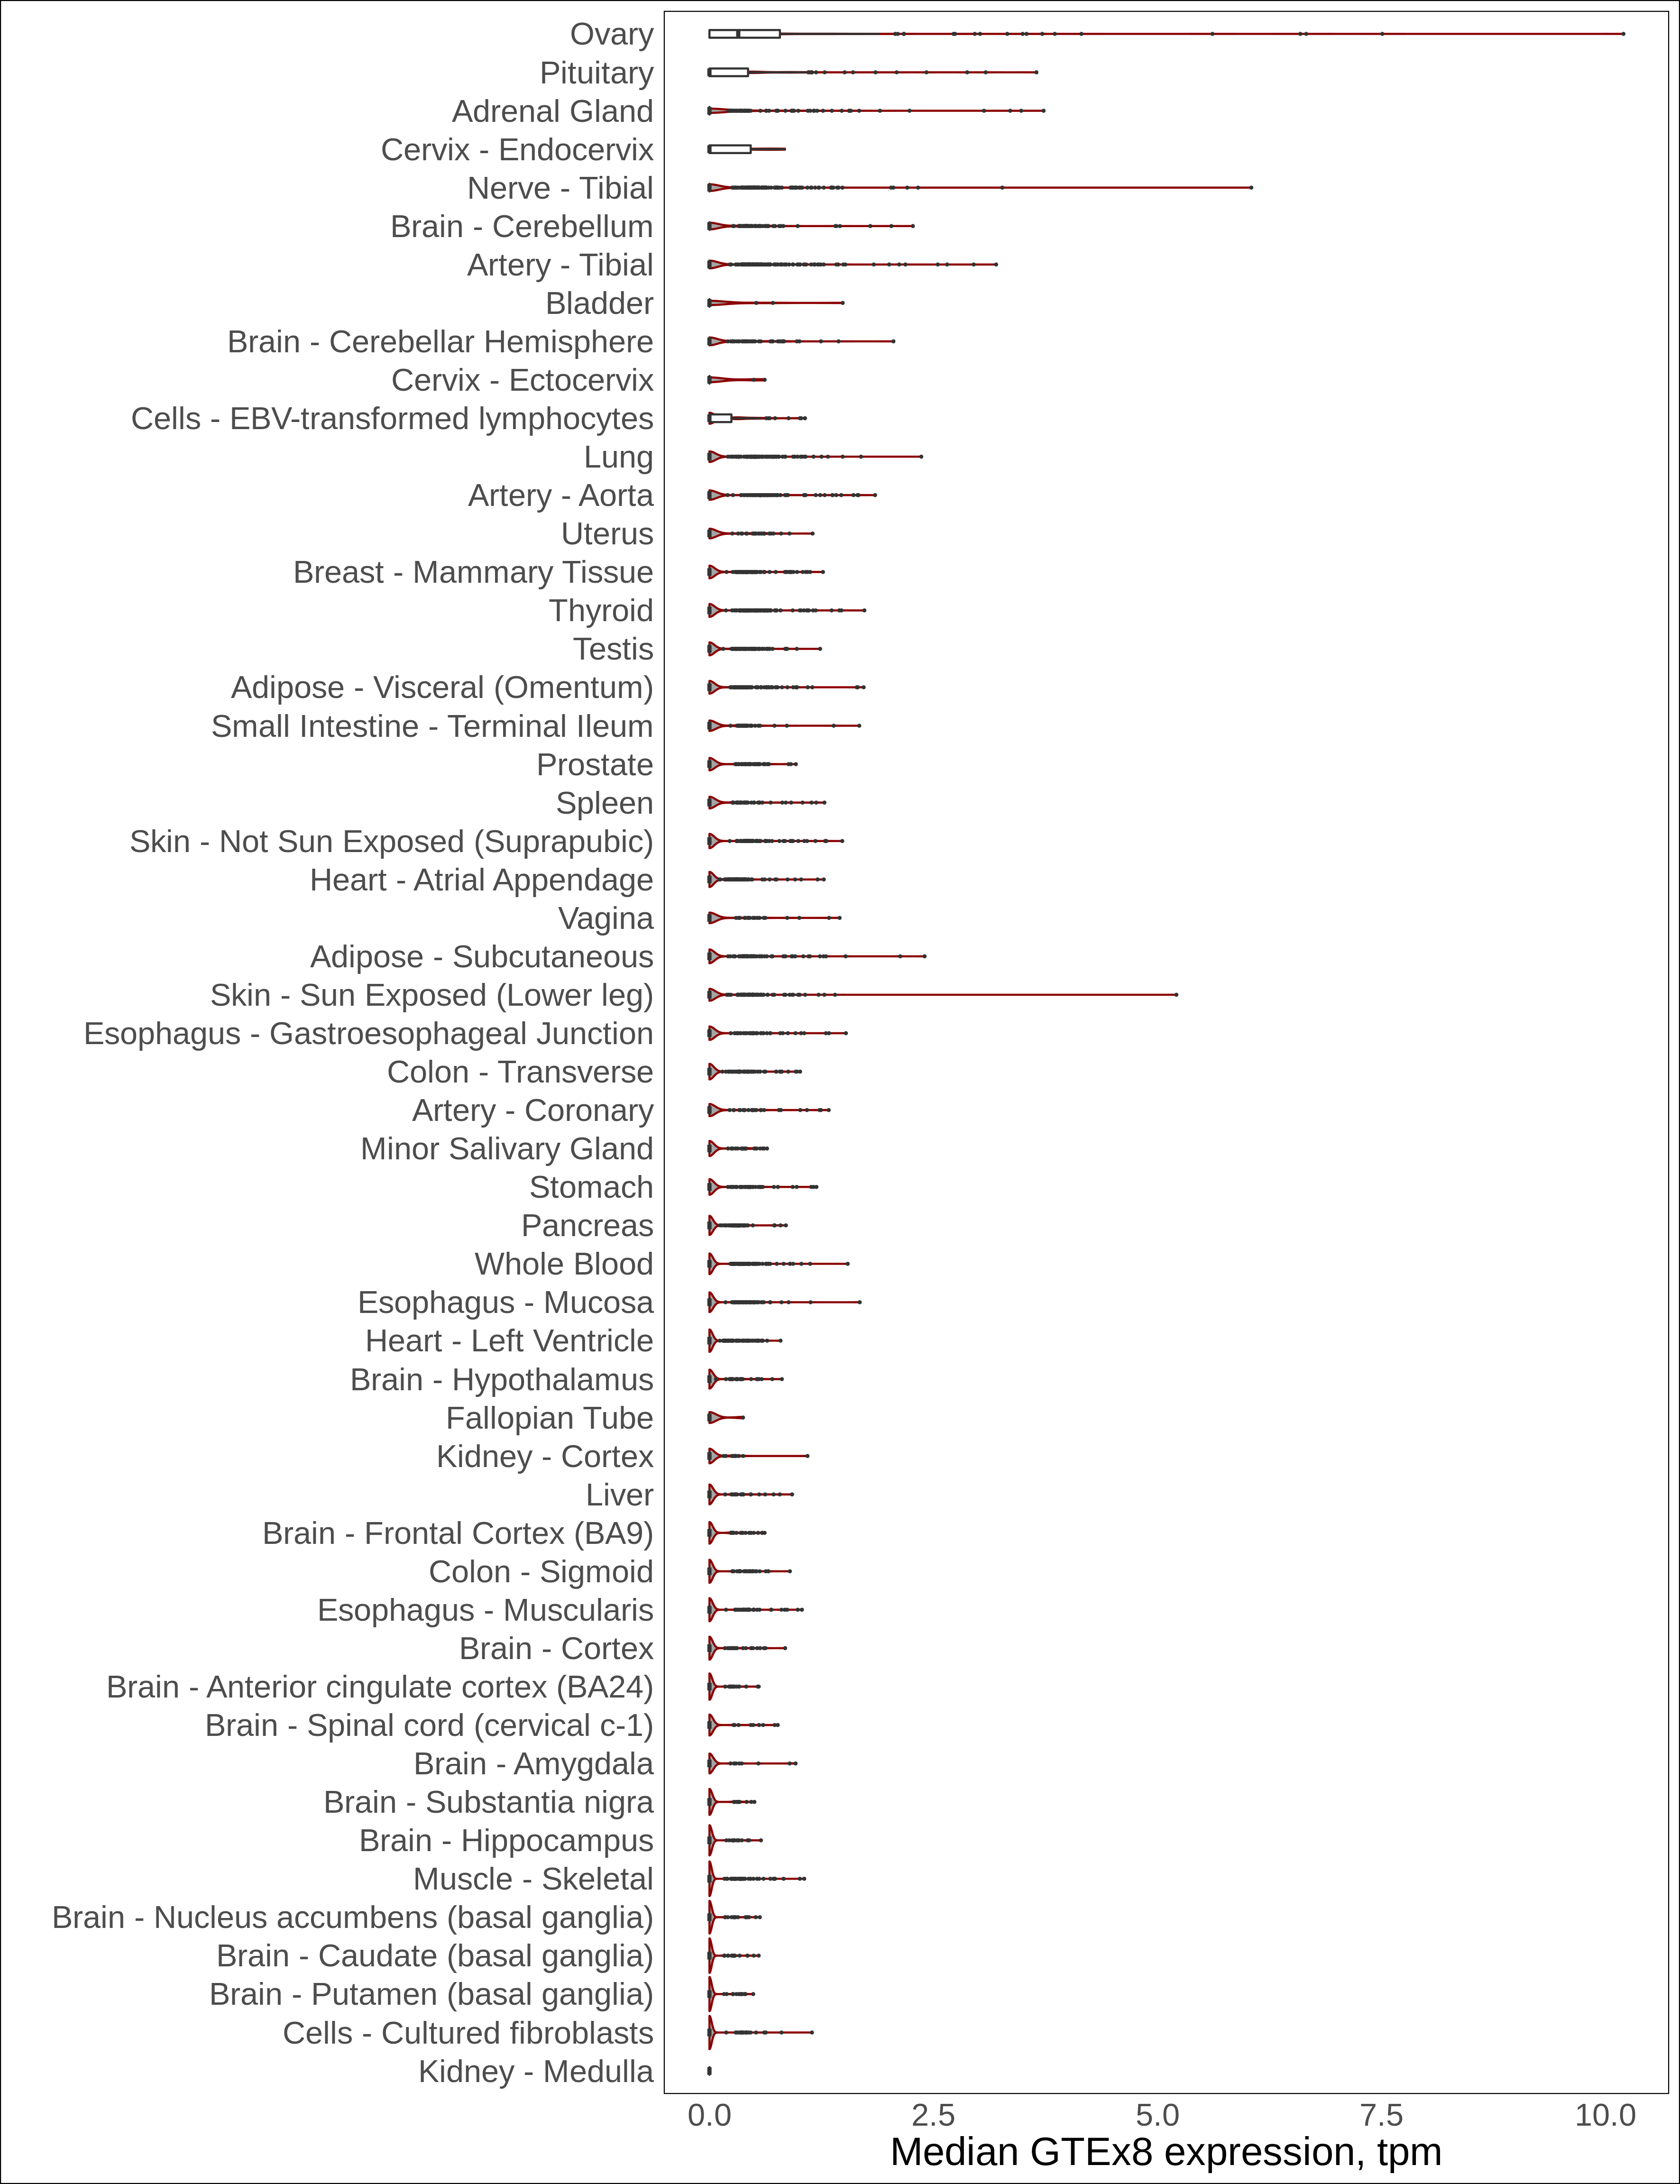 Ovary
Pituitary
Adrenal Gland
Cervix - Endocervix
Nerve - Tibial
Brain - Cerebellum
Artery - Tibial
Bladder
Brain - Cerebellar Hemisphere
Cervix - Ectocervix
Cells - EBV-transformed lymphocytes
Lung
Artery - Aorta
Uterus
Breast - Mammary Tissue
Thyroid
Testis
Adipose - Visceral (Omentum)
Small Intestine - Terminal Ileum
Prostate
Spleen
Skin - Not Sun Exposed (Suprapubic)
Heart - Atrial Appendage
Vagina
Adipose - Subcutaneous
Skin - Sun Exposed (Lower leg)
Esophagus - Gastroesophageal Junction
Colon - Transverse
Artery - Coronary
Minor Salivary Gland
Stomach
Pancreas
Whole Blood
Esophagus - Mucosa
Heart - Left Ventricle
Brain - Hypothalamus
Fallopian Tube
Kidney - Cortex
Liver
Brain - Frontal Cortex (BA9)
Colon - Sigmoid
Esophagus - Muscularis
Brain - Cortex
Brain - Anterior cingulate cortex (BA24)
Brain - Spinal cord (cervical c-1)
Brain - Amygdala
Brain - Substantia nigra
Brain - Hippocampus
Muscle - Skeletal
Brain - Nucleus accumbens (basal ganglia)
Brain - Caudate (basal ganglia)
Brain - Putamen (basal ganglia)
Cells - Cultured fibroblasts
Kidney - Medulla
0.0 2.5 5.0 7.5 10.0
Median GTEx8 expression, tpm